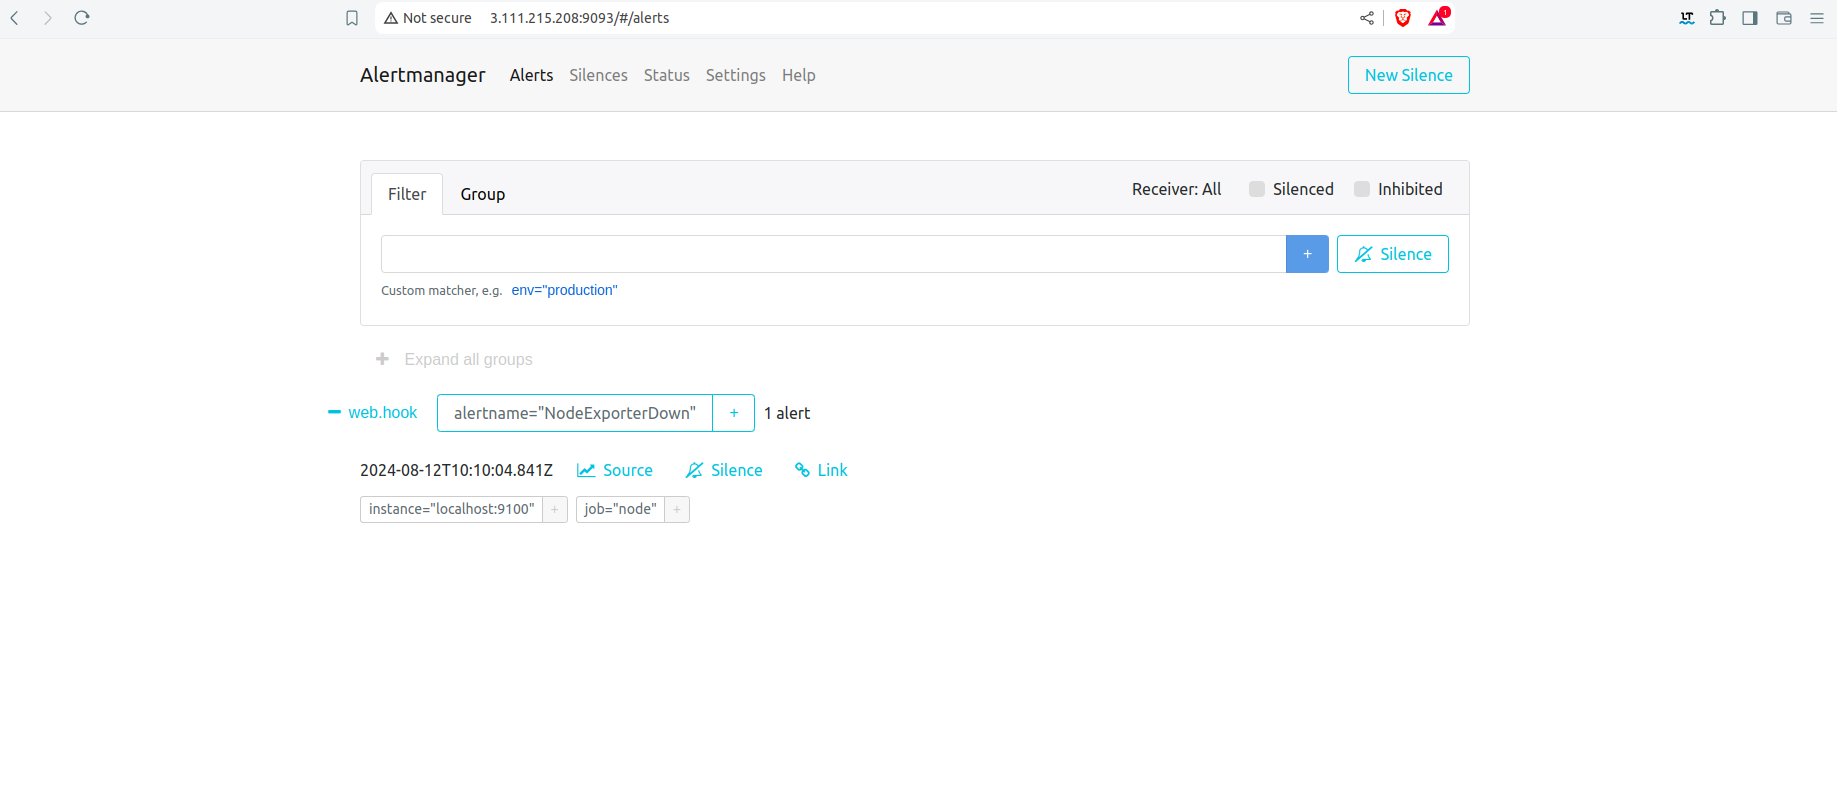 Not secure 3.111.215.208:9093/#/alerts 1 LT
Alertmanager Alerts Silences Status Settings Help New Silence
Filter Group Receiver: All Silenced Inhibited
+ Silence
Custom matcher, e.g. env="production"
+ Expand all groups
web.hook alertname="NodeExporterDown" + 1 alert
2024-08-12T10:10:04.841Z Source Silence Link
instance="localhost:9100" + job="node" +